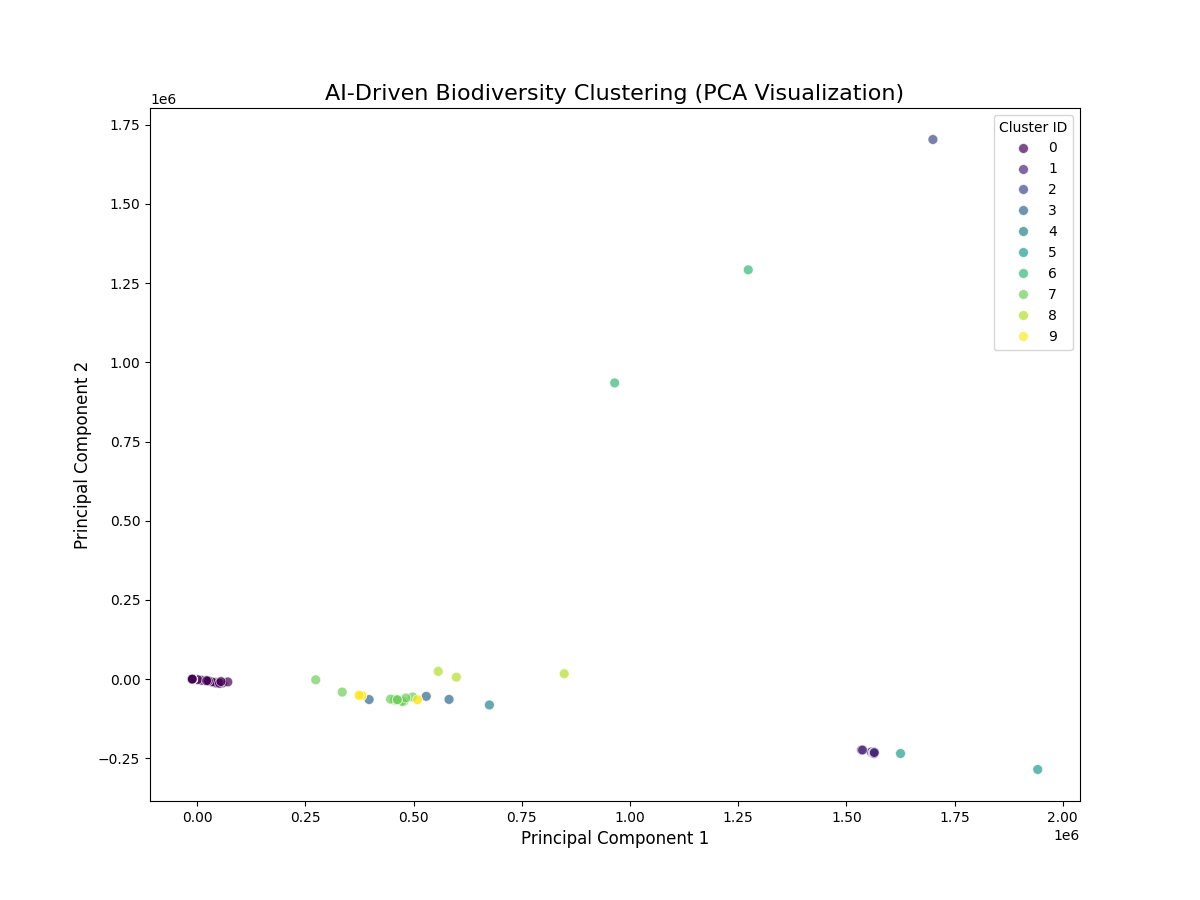 AI-Driven Biodiversity Clustering (PCA Visualization)
1e6
1.75
1.50
1.25
1.00
0.75
0.50
0.25
0.00
−0.25
Principal Component 2
Cluster ID
0
1
2
3
4
5
6
7
8
9
0.00 0.25 0.50 0.75 1.00 1.25 1.50 1.75 2.00
1e6
Principal Component 1